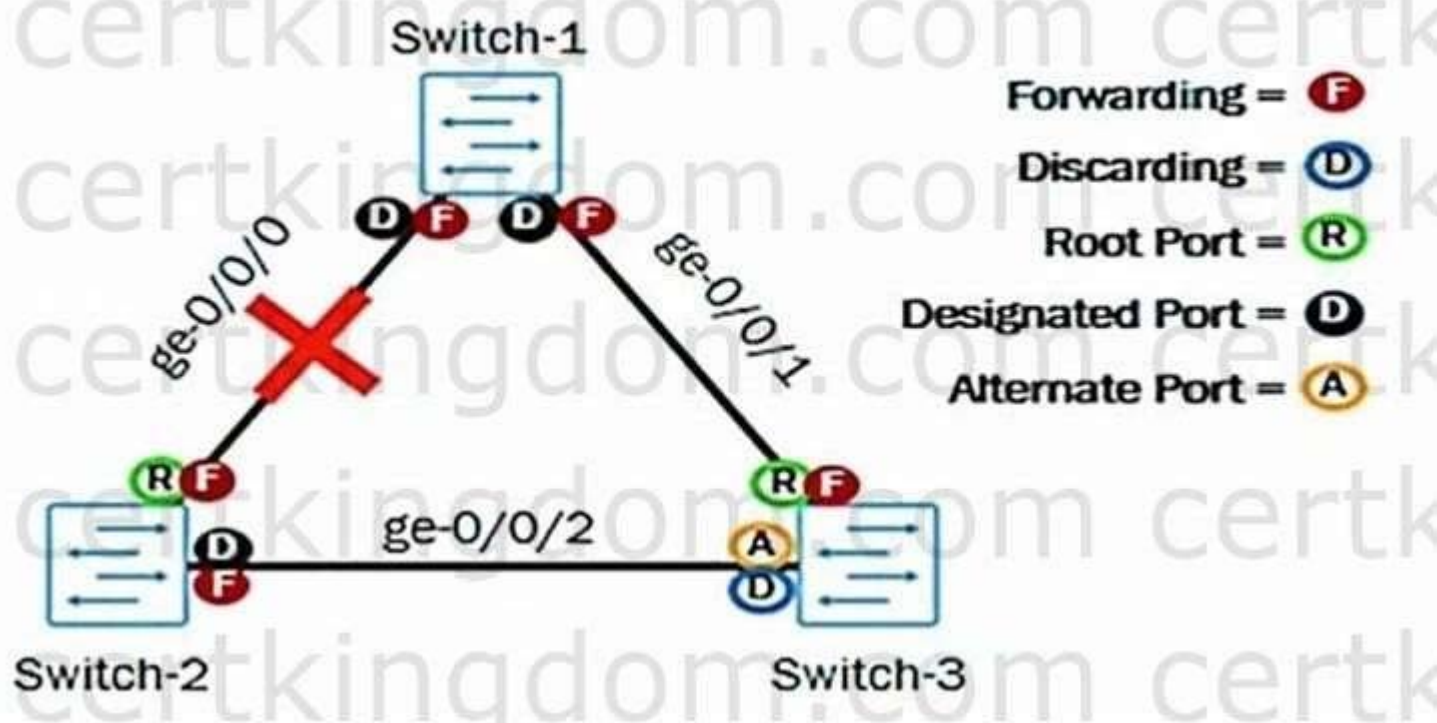 certkingdom.com certk
Switch-1
Forwarding = F
certkingdom.com certk
Discarding = D
D F D F
Root Port = R
ge-0/0/0
ge-0/0/1
certkingdom.com certk
Designated Port = D
Alternate Port = A
R F
R F
certkingdom.com certk
ge-0/0/2
D
F
A
D
certkingdom.com certk
Switch-2
Switch-3